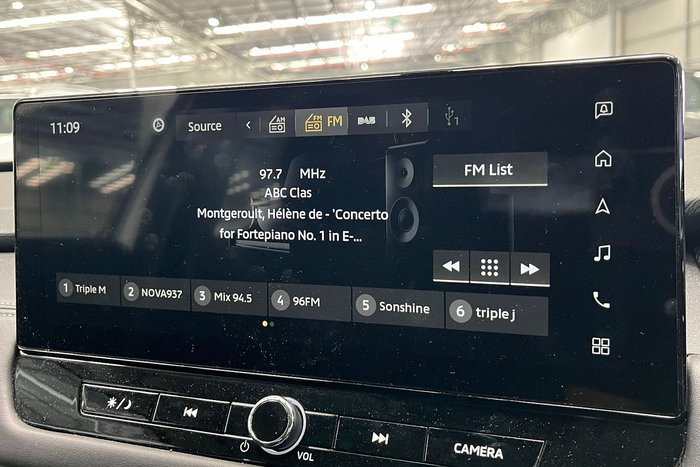 11:09
Source
AM
FM
FM
DAB
1
97.7 MHz
ABC Clas
Montgeroult, Hélène de - 'Concerto
for Fortepiano No. 1 in E-...
FM List
1 Triple M
2 NOVA937
3 Mix 94.5
4 96FM
5 Sonshine
6 triple j
VOL
CAMERA